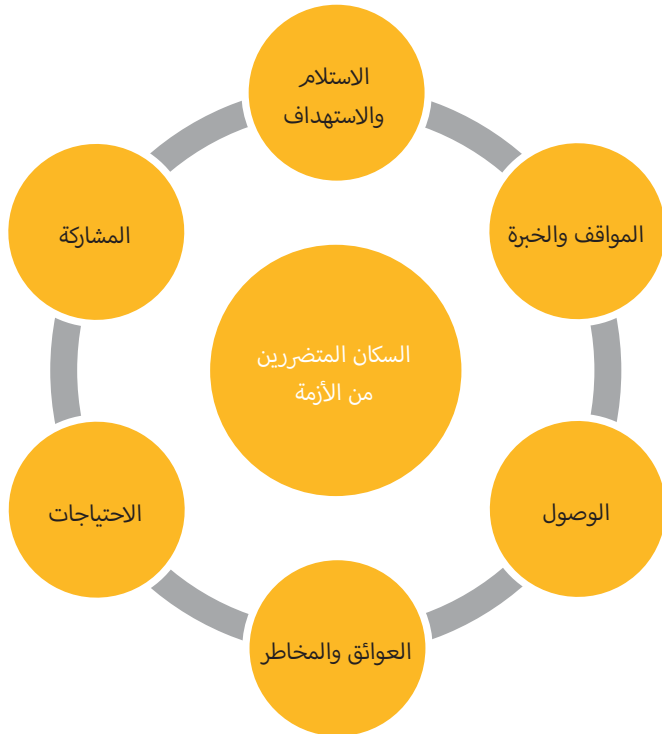 الاستلام
والاستهداف
المواقف والخبرة
المشاركة
السكان المتضررين
من الأزمة
الوصول
الاحتياجات
العوائق والمخاطر